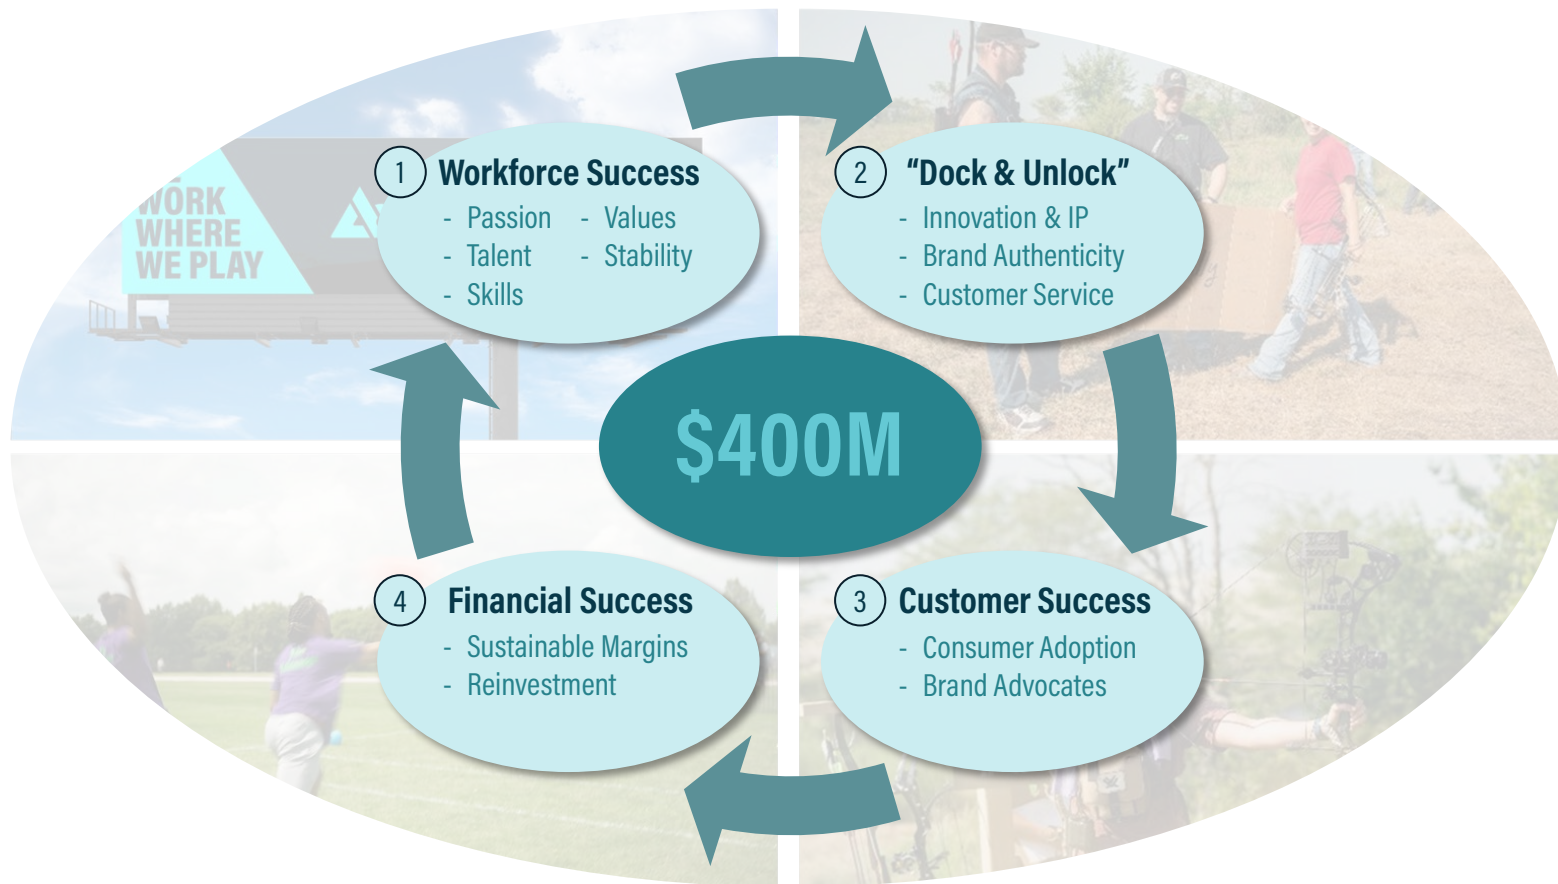 WORK
WHERE
WE PLAY
1 Workforce Success
- Passion - Values
- Talent - Stability
- Skills
2 “Dock & Unlock”
- Innovation & IP
- Brand Authenticity
- Customer Service
$400M
4 Financial Success
- Sustainable Margins
- Reinvestment
3 Customer Success
- Consumer Adoption
- Brand Advocates